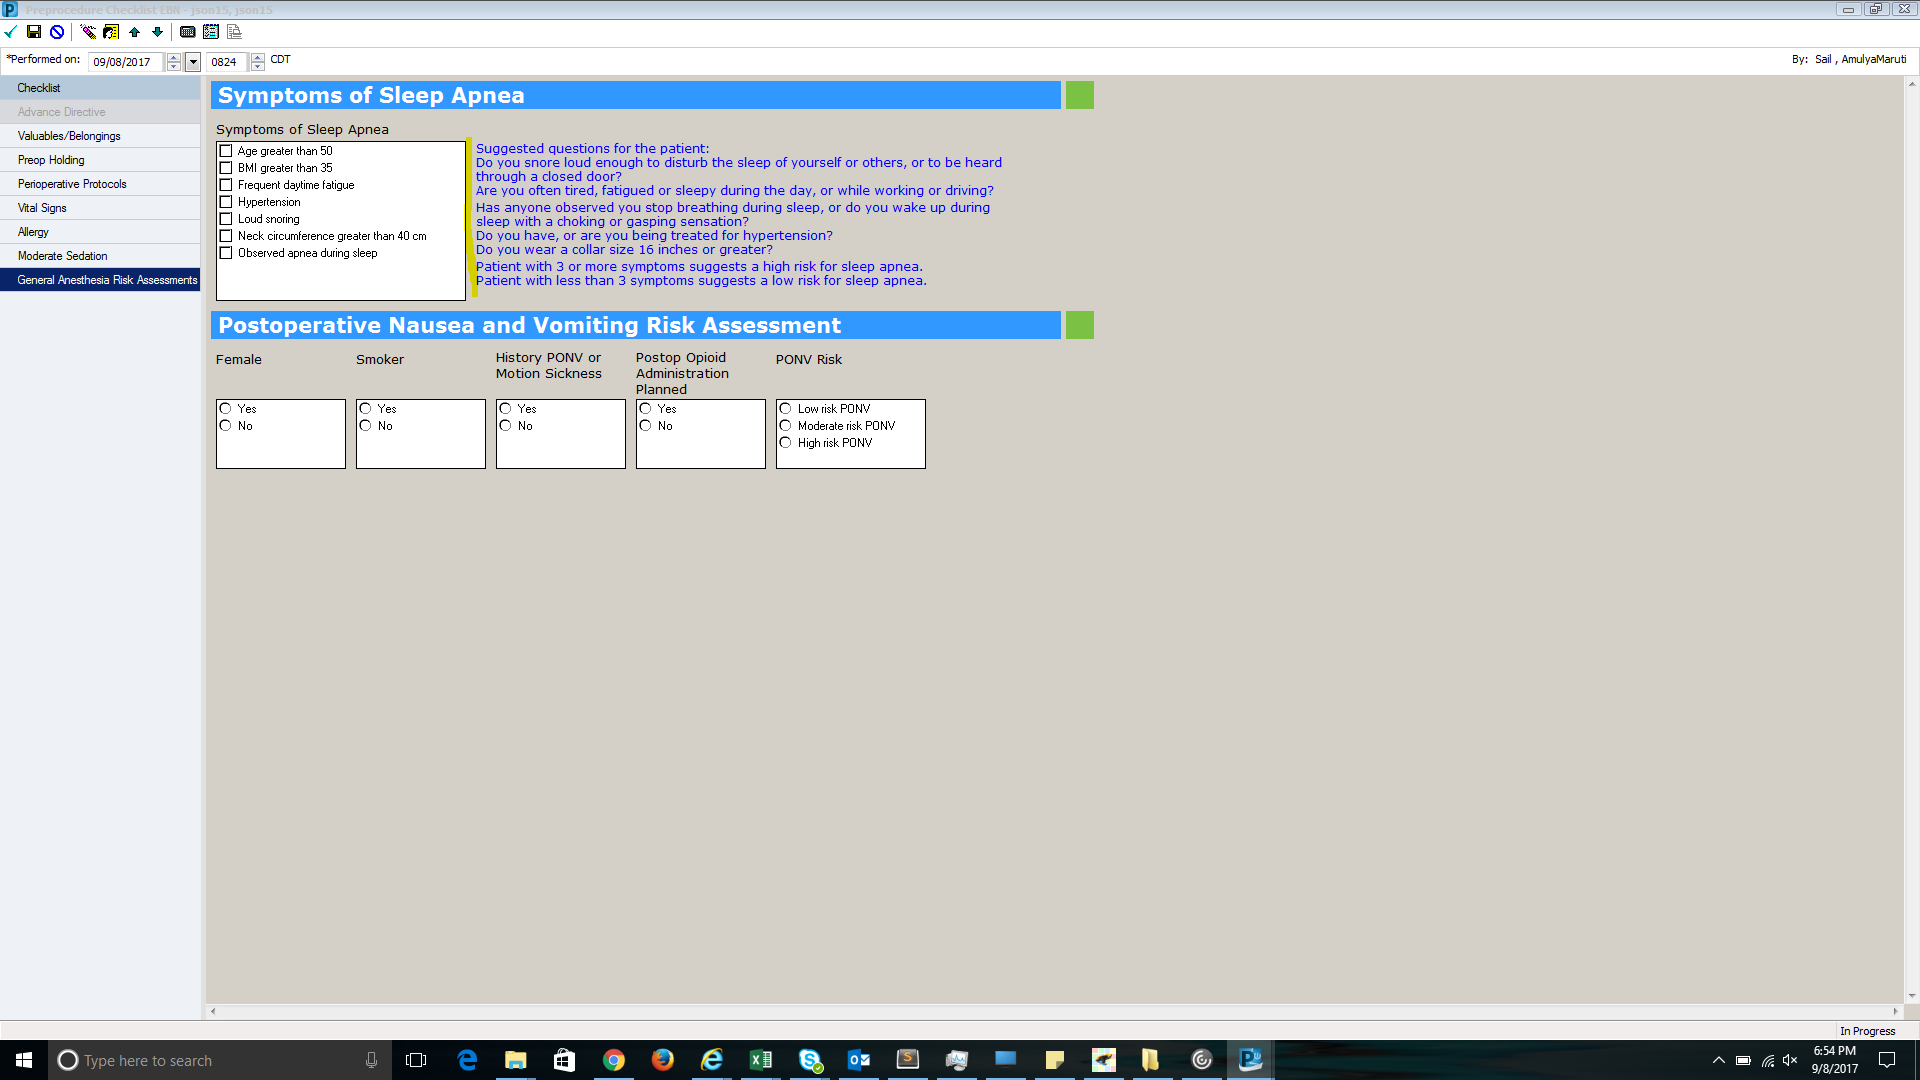 Preprocedure Checklist EBN - json15, json15
*Performed on: 09/08/2017 0824 CDT By: Sail , AmulyaMaruti
Checklist
Advance Directive
Valuables/Belongings
Preop Holding
Perioperative Protocols
Vital Signs
Allergy
Moderate Sedation
General Anesthesia Risk Assessments
Symptoms of Sleep Apnea
Symptoms of Sleep Apnea
Age greater than 50
BMI greater than 35
Frequent daytime fatigue
Hypertension
Loud snoring
Neck circumference greater than 40 cm
Observed apnea during sleep
Suggested questions for the patient:
Do you snore loud enough to disturb the sleep of yourself or others, or to be heard
through a closed door?
Are you often tired, fatigued or sleepy during the day, or while working or driving?
Has anyone observed you stop breathing during sleep, or do you wake up during
sleep with a choking or gasping sensation?
Do you have, or are you being treated for hypertension?
Do you wear a collar size 16 inches or greater?
Patient with 3 or more symptoms suggests a high risk for sleep apnea.
Patient with less than 3 symptoms suggests a low risk for sleep apnea.
Postoperative Nausea and Vomiting Risk Assessment
Female
Yes
No
Smoker
Yes
No
History PONV or
Motion Sickness
Yes
No
Postop Opioid
Administration
Planned
Yes
No
PONV Risk
Low risk PONV
Moderate risk PONV
High risk PONV
In Progress
Type here to search
6:54 PM
9/8/2017